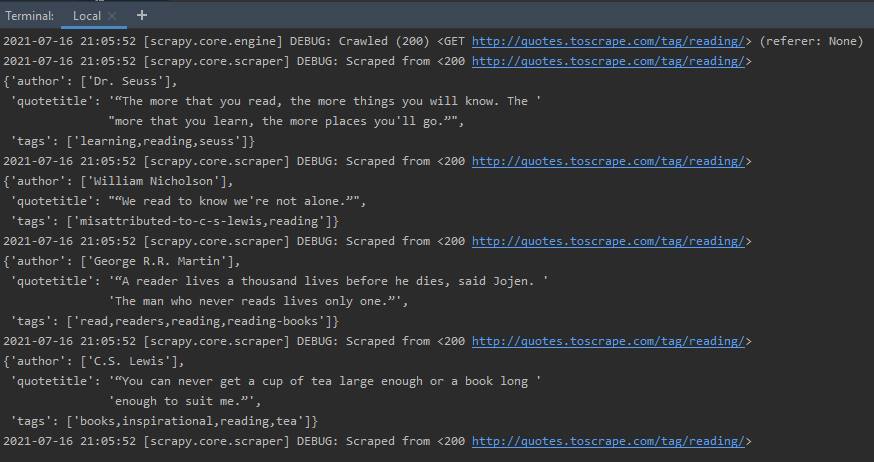 Terminal: Local × +
2021-07-16 21:05:52 [scrapy.core.engine] DEBUG: Crawled (200) <GET http://quotes.toscrape.com/tag/reading/> (referer: None)
2021-07-16 21:05:52 [scrapy.core.scraper] DEBUG: Scraped from <200 http://quotes.toscrape.com/tag/reading/>
{'author': ['Dr. Seuss'],
 'quotetitle': '“The more that you read, the more things you will know. The '
               "more that you learn, the more places you'll go.”",
 'tags': ['learning,reading,seuss']}
2021-07-16 21:05:52 [scrapy.core.scraper] DEBUG: Scraped from <200 http://quotes.toscrape.com/tag/reading/>
{'author': ['William Nicholson'],
 'quotetitle': "“We read to know we're not alone.”",
 'tags': ['misattributed-to-c-s-lewis,reading']}
2021-07-16 21:05:52 [scrapy.core.scraper] DEBUG: Scraped from <200 http://quotes.toscrape.com/tag/reading/>
{'author': ['George R.R. Martin'],
 'quotetitle': '“A reader lives a thousand lives before he dies, said Jojen. '
               'The man who never reads lives only one.”',
 'tags': ['read,readers,reading,reading-books']}
2021-07-16 21:05:52 [scrapy.core.scraper] DEBUG: Scraped from <200 http://quotes.toscrape.com/tag/reading/>
{'author': ['C.S. Lewis'],
 'quotetitle': '“You can never get a cup of tea large enough or a book long '
               'enough to suit me.”',
 'tags': ['books,inspirational,reading,tea']}
2021-07-16 21:05:52 [scrapy.core.scraper] DEBUG: Scraped from <200 http://quotes.toscrape.com/tag/reading/>